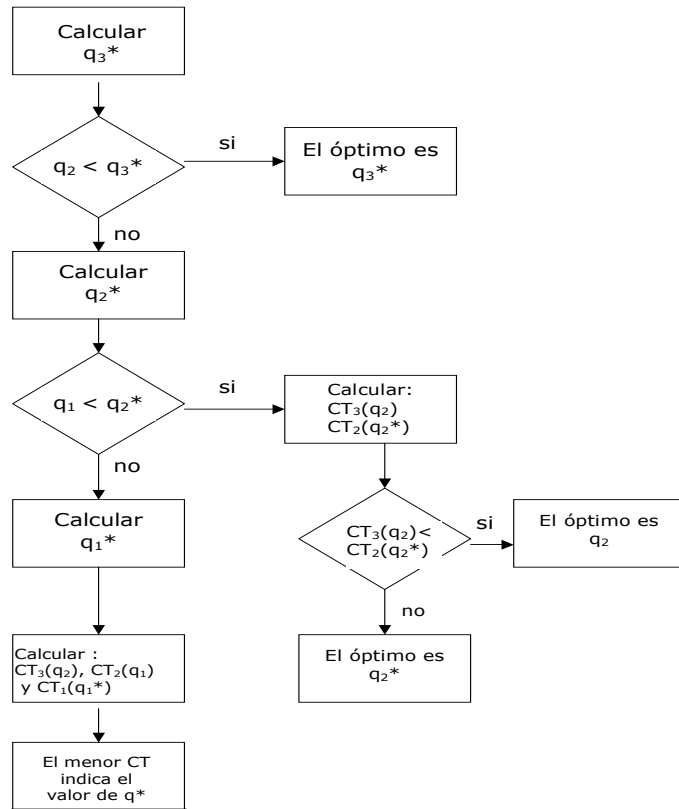 Calcular
q₃*
q₂ < q₃*
si
El óptimo es
q₃*
no
Calcular
q₂*
q₁ < q₂*
si
Calcular:
CT₃(q₂)
CT₂(q₂*)
no
Calcular
q₁*
CT₃(q₂)<
CT₂(q₂*)
si
El óptimo es
q₂
no
El óptimo es
q₂*
Calcular :
CT₃(q₂), CT₂(q₁)
y CT₁(q₁*)
El menor CT
indica el
valor de q*